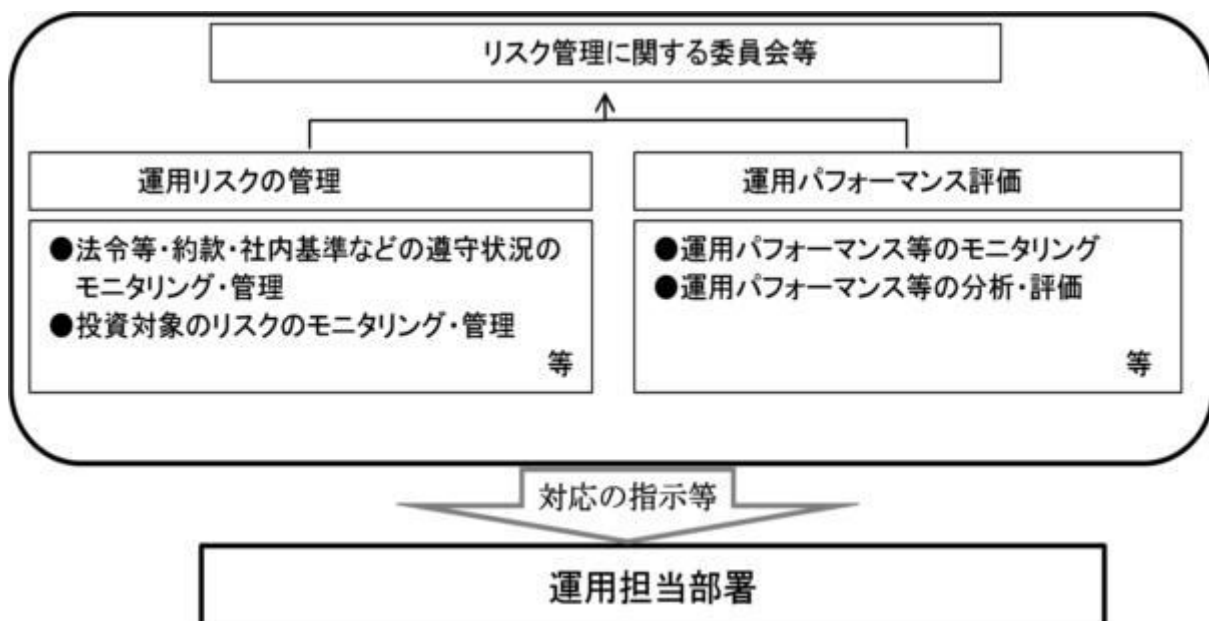 リスク管理に関する委員会等
運用リスクの管理
●法令等・約款・社内基準などの遵守状況の
モニタリング・管理
●投資対象のリスクのモニタリング・管理
等
運用パフォーマンス評価
●運用パフォーマンス等のモニタリング
●運用パフォーマンス等の分析・評価
等
対応の指示等
運用担当部署